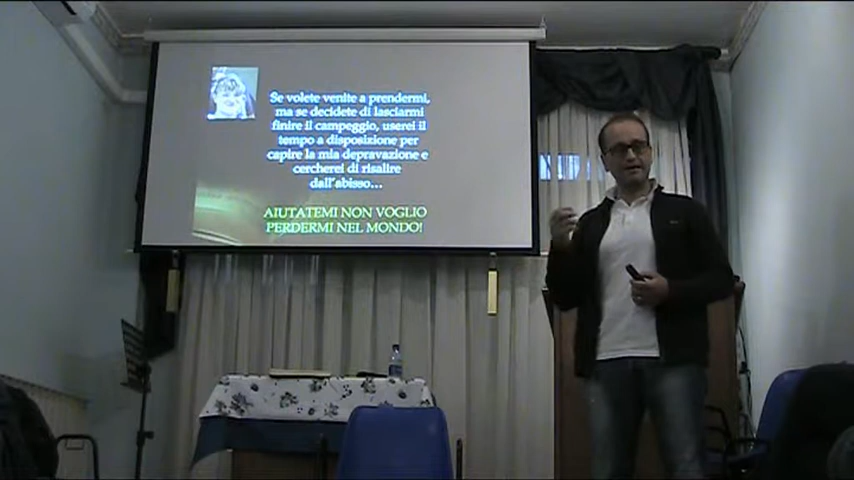 Se volete venite a prendermi,
ma se decidete di lasciarmi
finire il campeggio, userei il
tempo a disposizione per
capire la mia depravazione e
cercherei di risalire
dall'abisso...
AIUTATEMI NON VOGLIO
PERDERMI NEL MONDO!